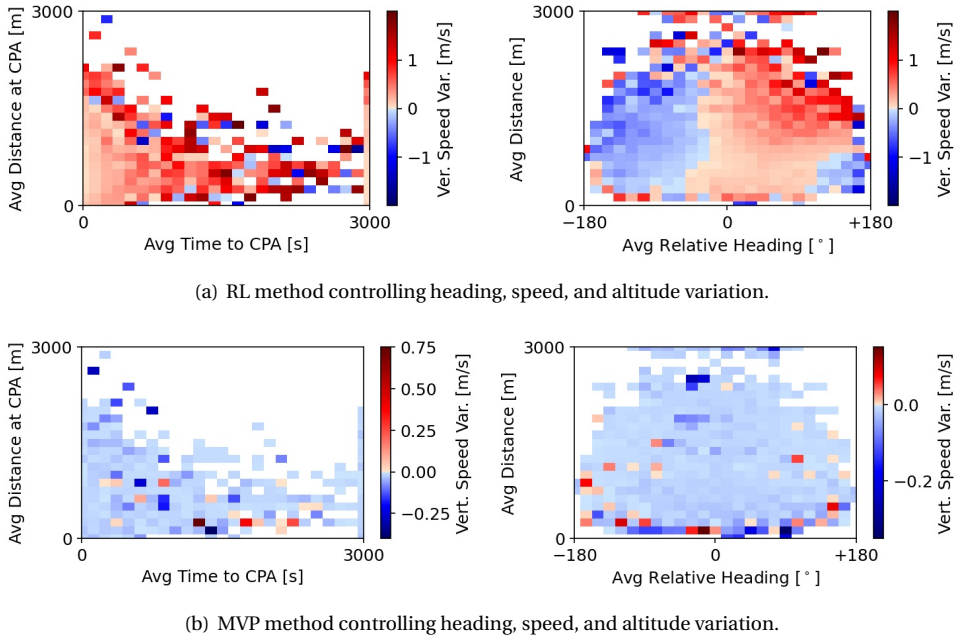 Avg Distance at CPA [m]
3000
0
0
3000
Avg Time to CPA [s]
1
0
−1
Ver. Speed Var. [m/s]
Avg Distance [m]
3000
0
−180
0
+180
Avg Relative Heading [°]
1
0
−1
Ver. Speed Var. [m/s]
(a) RL method controlling heading, speed, and altitude variation.
Avg Distance at CPA [m]
3000
0
0
3000
Avg Time to CPA [s]
0.75
0.50
0.25
0.00
−0.25
Vert. Speed Var. [m/s]
Avg Distance [m]
3000
0
−180
0
+180
Avg Relative Heading [°]
0.0
−0.2
Vert. Speed Var. [m/s]
(b) MVP method controlling heading, speed, and altitude variation.